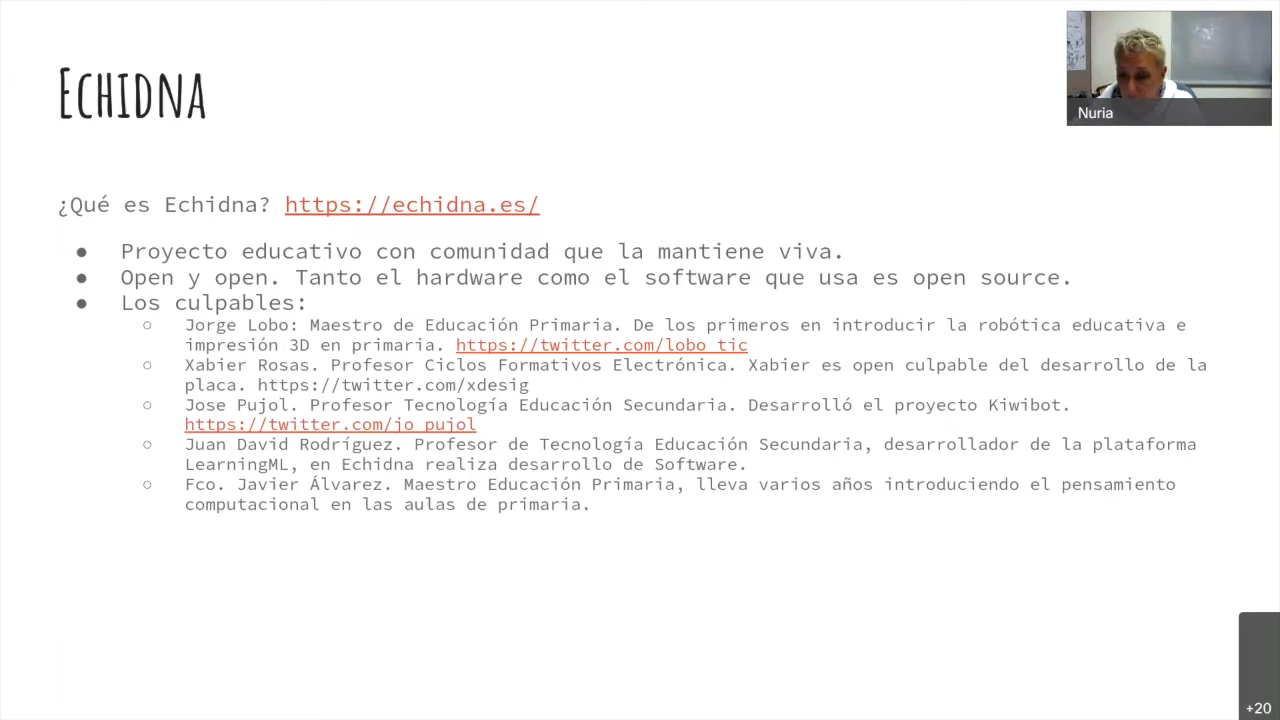 Echidna
Nuria
¿Qué es Echidna? https://echidna.es/
● Proyecto educativo con comunidad que la mantiene viva.
● Open y open. Tanto el hardware como el software que usa es open source.
● Los culpables:
○ Jorge Lobo: Maestro de Educación Primaria. De los primeros en introducir la robótica educativa e
impresión 3D en primaria. https://twitter.com/lobo_tic
○ Xabier Rosas. Profesor Ciclos Formativos Electrónica. Xabier es open culpable del desarrollo de la
placa. https://twitter.com/xdesig
○ Jose Pujol. Profesor Tecnología Educación Secundaria. Desarrolló el proyecto Kiwibot.
https://twitter.com/jo_pujol
○ Juan David Rodríguez. Profesor de Tecnología Educación Secundaria, desarrollador de la plataforma
LearningML, en Echidna realiza desarrollo de Software.
○ Fco. Javier Álvarez. Maestro Educación Primaria, lleva varios años introduciendo el pensamiento
computacional en las aulas de primaria.
+20